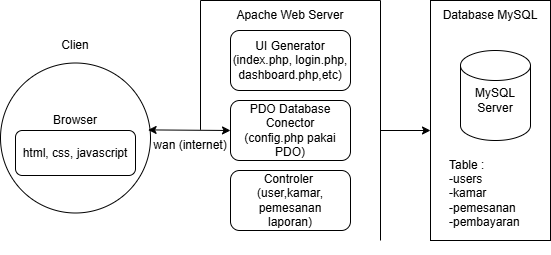 Clien
Browser
html, css, javascript
wan (internet)
Apache Web Server
UI Generator
(index.php, login.php,
dashboard.php,etc)
PDO Database
Conector
(config.php pakai
PDO)
Controler
(user,kamar,
pemesanan
laporan)
Database MySQL
MySQL
Server
Table :
-users
-kamar
-pemesanan
-pembayaran